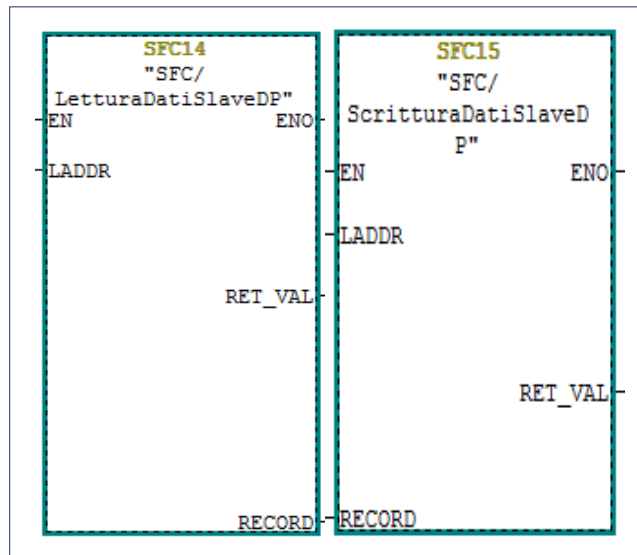 SFC14
"SFC/
LetturaDatiSlaveDP"
EN ENO
LADDR
RET_VAL
RECORD
SFC15
"SFC/
ScritturaDatiSlaveD
P"
EN ENO
LADDR
RET_VAL
RECORD